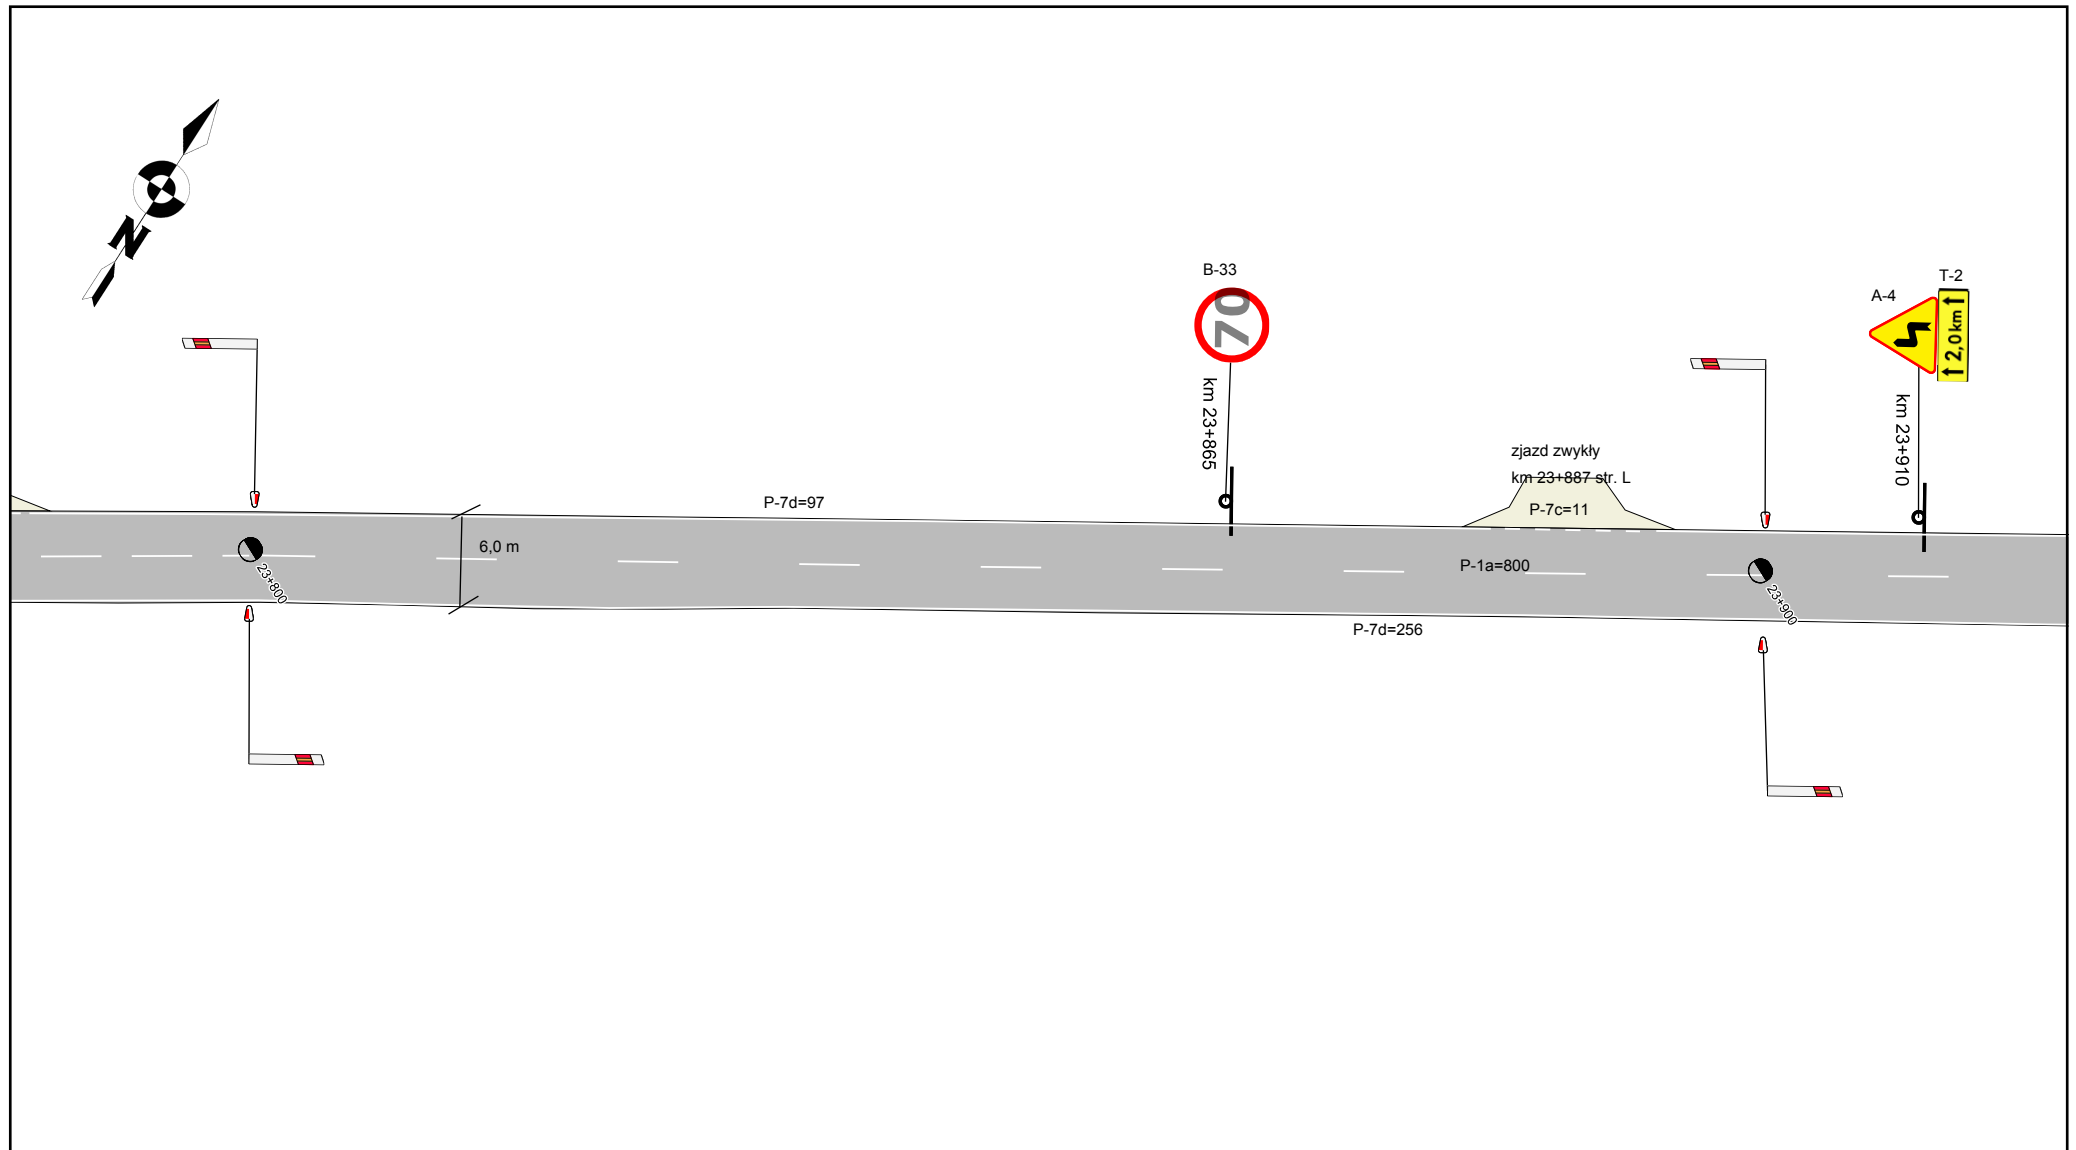 N
B-33
70
km 23+865
T-2
A-4
2,0 km
km 23+910
zjazd zwykły
km 23+887 str. L
P-7c=11
P-7d=97
6,0 m
P-1a=800
23+800
23+900
P-7d=256